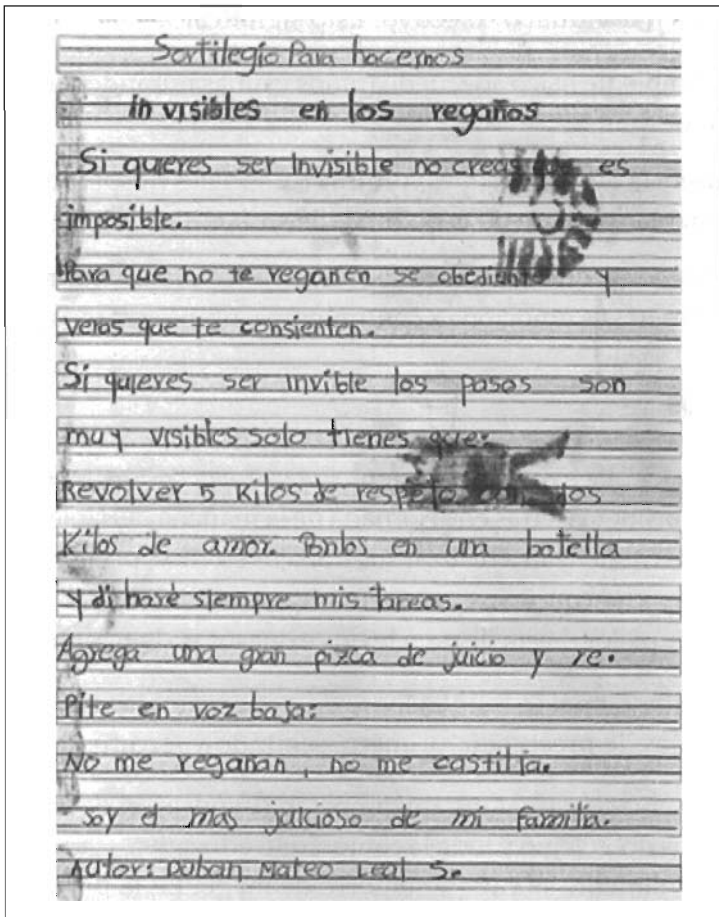 Sortilegio Para hacernos
invisibles en los regaños
Si quieres ser Invisible no creas que es
imposible.
Para que no te regañen se obediente y
veras que te consienten.
Si quieres ser invible los pasos son
muy visibles solo tienes que:
Revolver 5 Kilos de respeto con dos
Kilos de amor. Ponlos en una botella
y di haré siempre mis tareas.
Agrega una gran pizca de juicio y re.
Pite en voz baja:
No me regañan, no me castilia.
soy el mas juicioso de mi familia.
Autor: Duban Mateo Leal S.